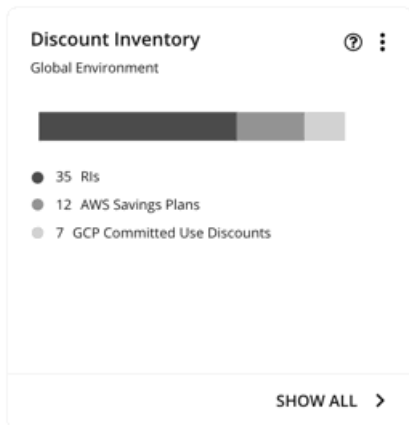 Discount Inventory
Global Environment
35 RIs
12 AWS Savings Plans
7 GCP Committed Use Discounts
SHOW ALL